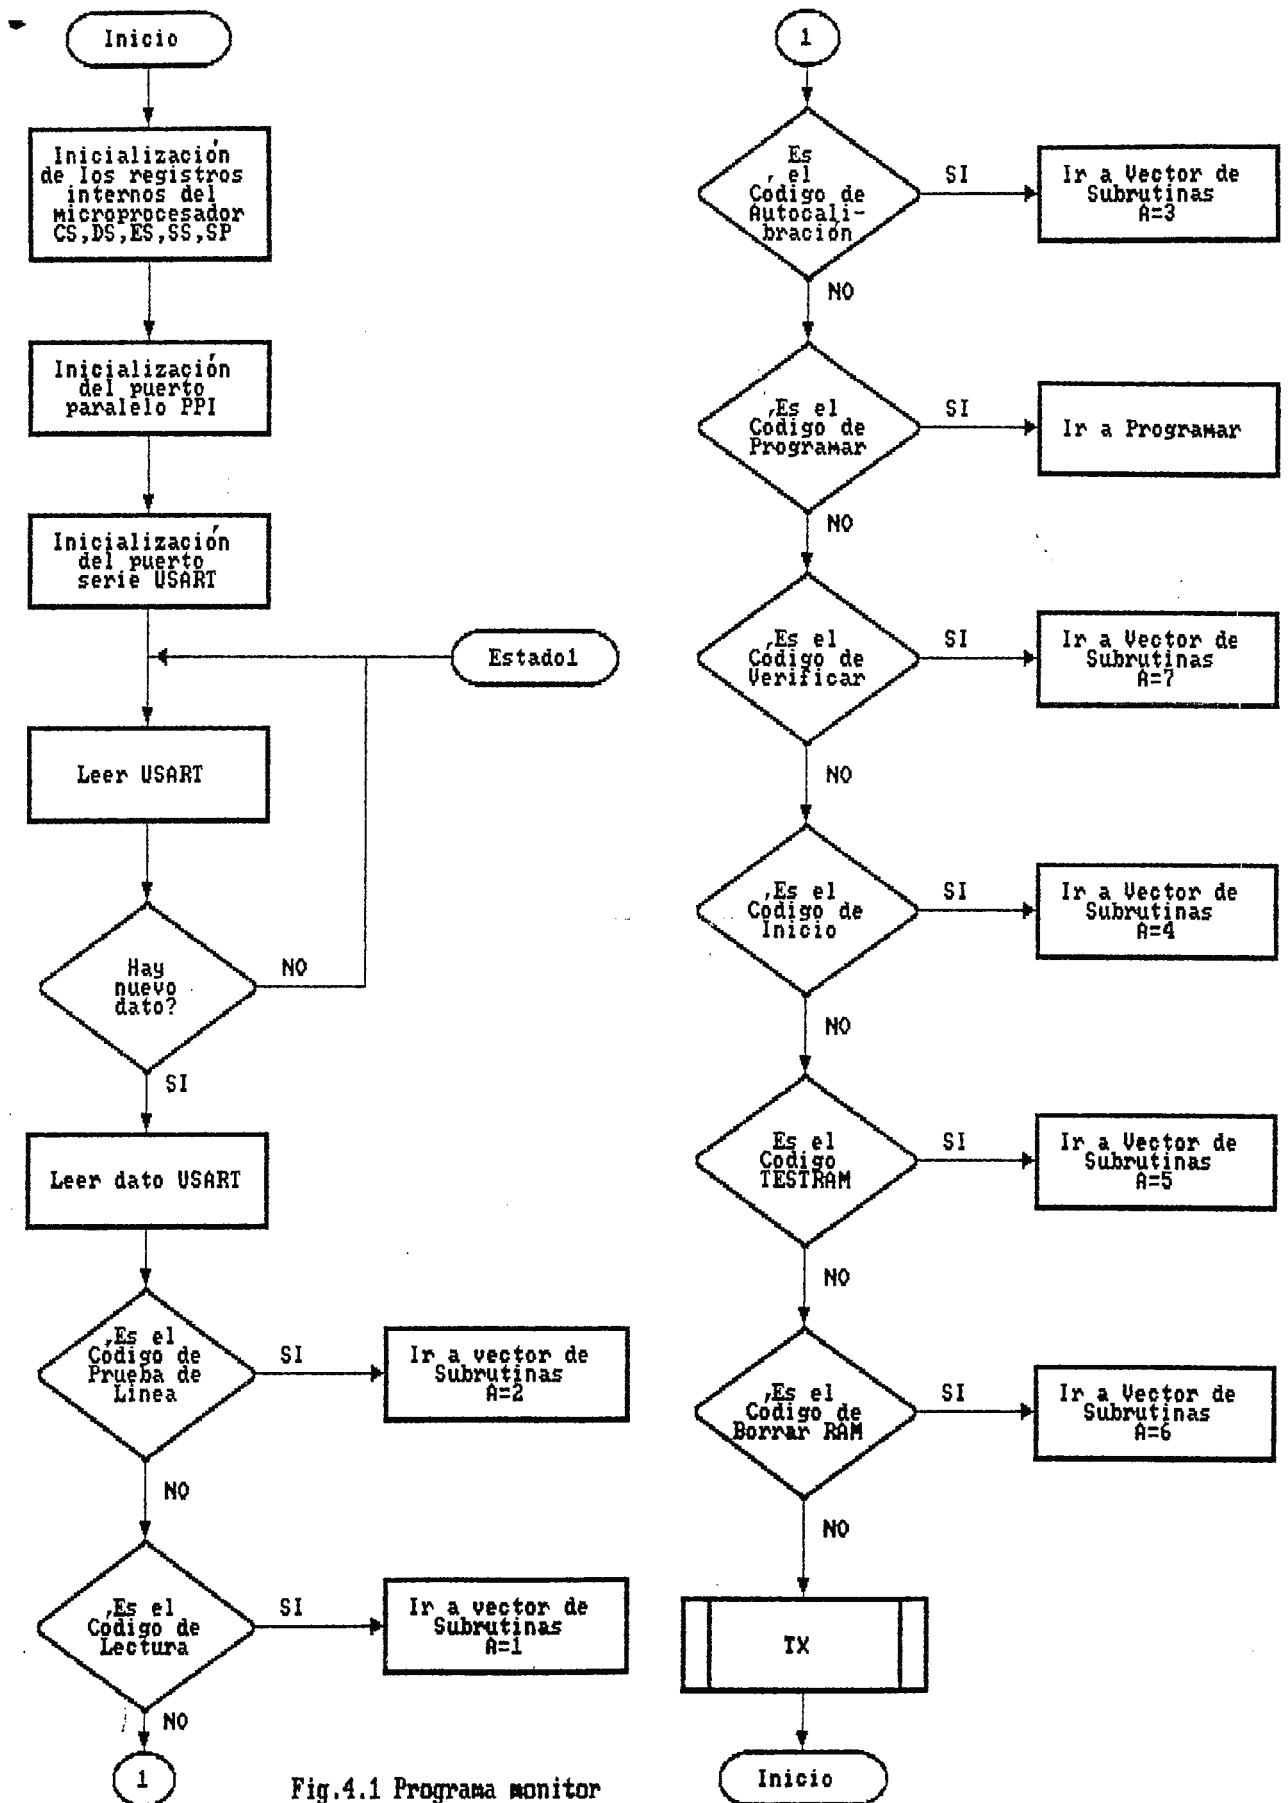 Inicio
Inicialización
de los registros
internos del
microprocesador
CS,DS,ES,SS,SP
Inicialización
del puerto
paralelo PPI
Inicialización
del puerto
serie USART
Estado1
Leer USART
Hay
nuevo
dato?
NO
SI
Leer dato USART
Es el
Código de
Prueba de
Linea
SI
Ir a vector de
Subrutinas
A=2
NO
Es el
Código de
Lectura
SI
Ir a vector de
Subrutinas
A=1
NO
1
1
Es
el
Código de
Autocali-
bración
SI
Ir a Vector de
Subrutinas
A=3
NO
Es el
Código de
Programar
SI
Ir a Programar
NO
Es el
Código de
Verificar
SI
Ir a Vector de
Subrutinas
A=7
NO
Es el
Código de
Inicio
SI
Ir a Vector de
Subrutinas
A=4
NO
Es el
Codigo
TESTRAM
SI
Ir a Vector de
Subrutinas
A=5
NO
Es el
Código de
Borrar RAM
SI
Ir a Vector de
Subrutinas
A=6
NO
TX
Inicio
Fig.4.1 Programa monitor